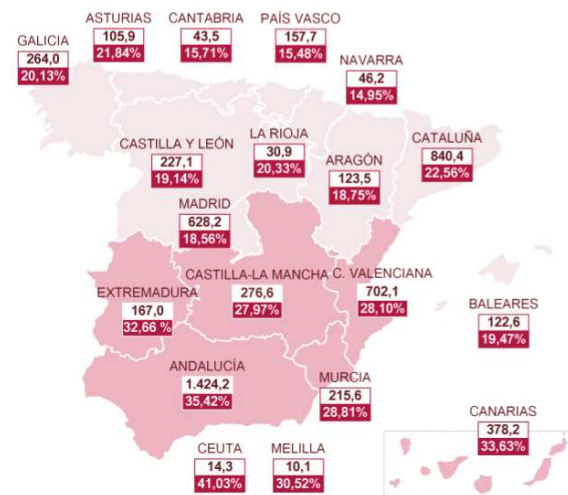 ASTURIAS
105,9
21,84%
CANTABRIA
43,5
15,71%
PAÍS VASCO
157,7
15,48%
GALICIA
264,0
20,13%
NAVARRA
46,2
14,95%
CASTILLA Y LEÓN
227,1
19,14%
LA RIOJA
30,9
20,33%
ARAGÓN
123,5
18,75%
CATALUÑA
840,4
22,56%
MADRID
628,2
18,56%
CASTILLA-LA MANCHA
276,6
27,97%
C. VALENCIANA
702,1
28,10%
EXTREMADURA
167,0
32,66 %
BALEARES
122,6
19,47%
ANDALUCÍA
1.424,2
35,42%
MURCIA
215,6
28,81%
CANARIAS
378,2
33,63%
CEUTA
14,3
41,03%
MELILLA
10,1
30,52%